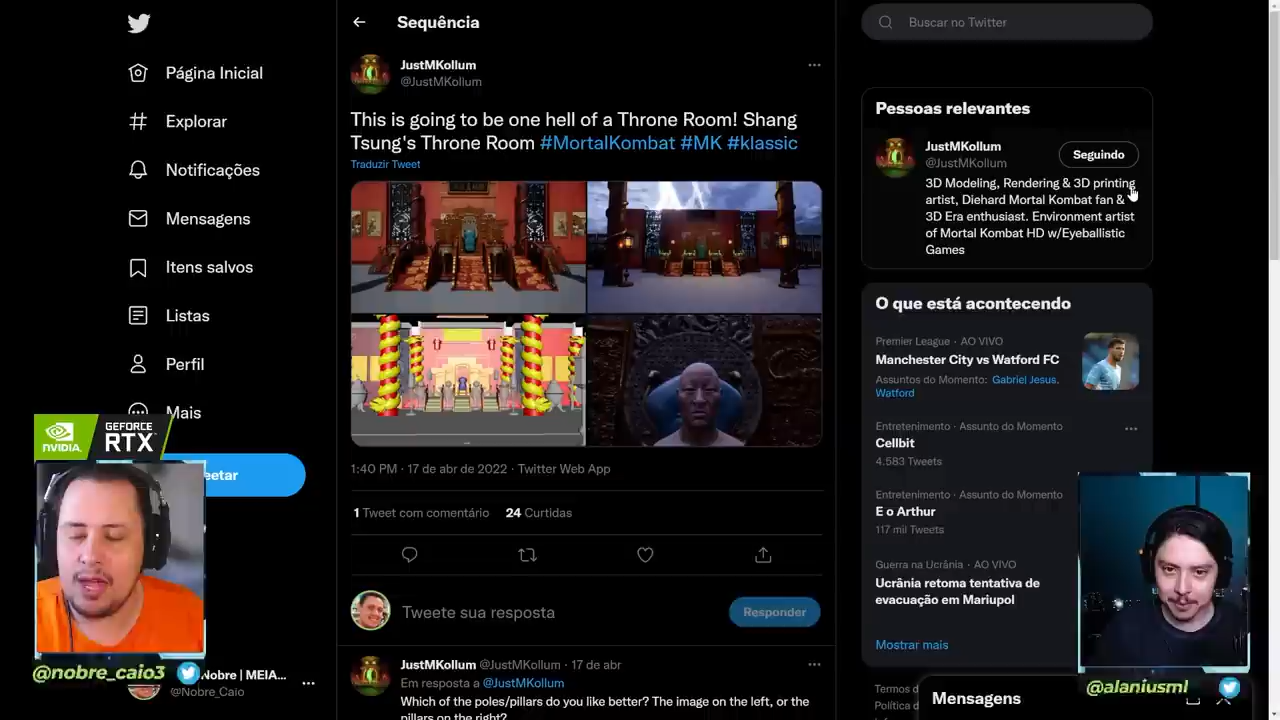 Página Inicial
Explorar
Notificações
Mensagens
Itens salvos
Listas
Perfil
Mais
NVIDIA.
GEFORCE
RTX
etar
@nobre_caio3
Nobre | MEIA...
@Nobre_Caio
Sequência
JustMKollum
@JustMKollum
This is going to be one hell of a Throne Room! Shang
Tsung's Throne Room #MortalKombat #MK #klassic
Traduzir Tweet
1:40 PM · 17 de abr de 2022 · Twitter Web App
1 Tweet com comentário 24 Curtidas
Tweete sua resposta
Responder
JustMKollum @JustMKollum · 17 de abr
Em resposta a @JustMKollum
Which of the poles/pillars do you like better? The image on the left, or the
pillars on the right?
Buscar no Twitter
Pessoas relevantes
JustMKollum
@JustMKollum
Seguindo
3D Modeling, Rendering & 3D printing
artist, Diehard Mortal Kombat fan &
3D Era enthusiast. Environment artist
of Mortal Kombat HD w/Eyeballistic
Games
O que está acontecendo
Premier League · AO VIVO
Manchester City vs Watford FC
Assuntos do Momento: Gabriel Jesus,
Watford
Entretenimento · Assunto do Momento
Cellbit
4.583 Tweets
Entretenimento · Assunto do Momento
E o Arthur
117 mil Tweets
Guerra na Ucrânia · AO VIVO
Ucrânia retoma tentativa de
evacuação em Mariupol
Mostrar mais
Termos d
Política d
Mensagens
@alaniusml